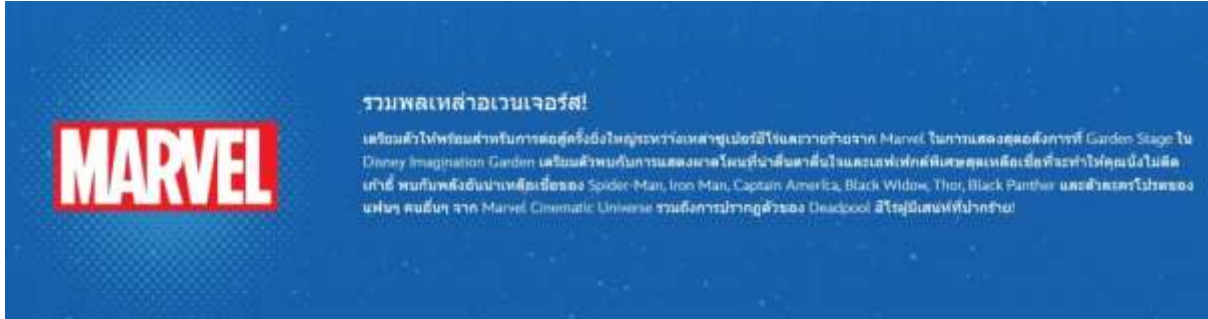 MARVEL
รวมพลเหล่าอเวนเจอร์ส!
เตรียมตัวให้พร้อมสำหรับการต่อสู้ครั้งยิ่งใหญ่ระหว่างเหล่าซูเปอร์ฮีโร่และวายร้ายจาก Marvel ในการแสดงสุดอลังการที่ Garden Stage ใน
Disney Imagination Garden เตรียมตัวพบกับการแสดงผาดโผนที่น่าตื่นตาตื่นใจและเอฟเฟกต์พิเศษสุดเหลือเชื่อที่จะทำให้คุณนั่งไม่ติด
เก้าอี้ พบกับพลังอันน่าเหลือเชื่อของ Spider-Man, Iron Man, Captain America, Black Widow, Thor, Black Panther และตัวละครโปรดของ
แฟนๆ คนอื่นๆ จาก Marvel Cinematic Universe รวมถึงการปรากฏตัวของ Deadpool ฮีโร่ผู้มีเสน่ห์ที่ปากร้าย!